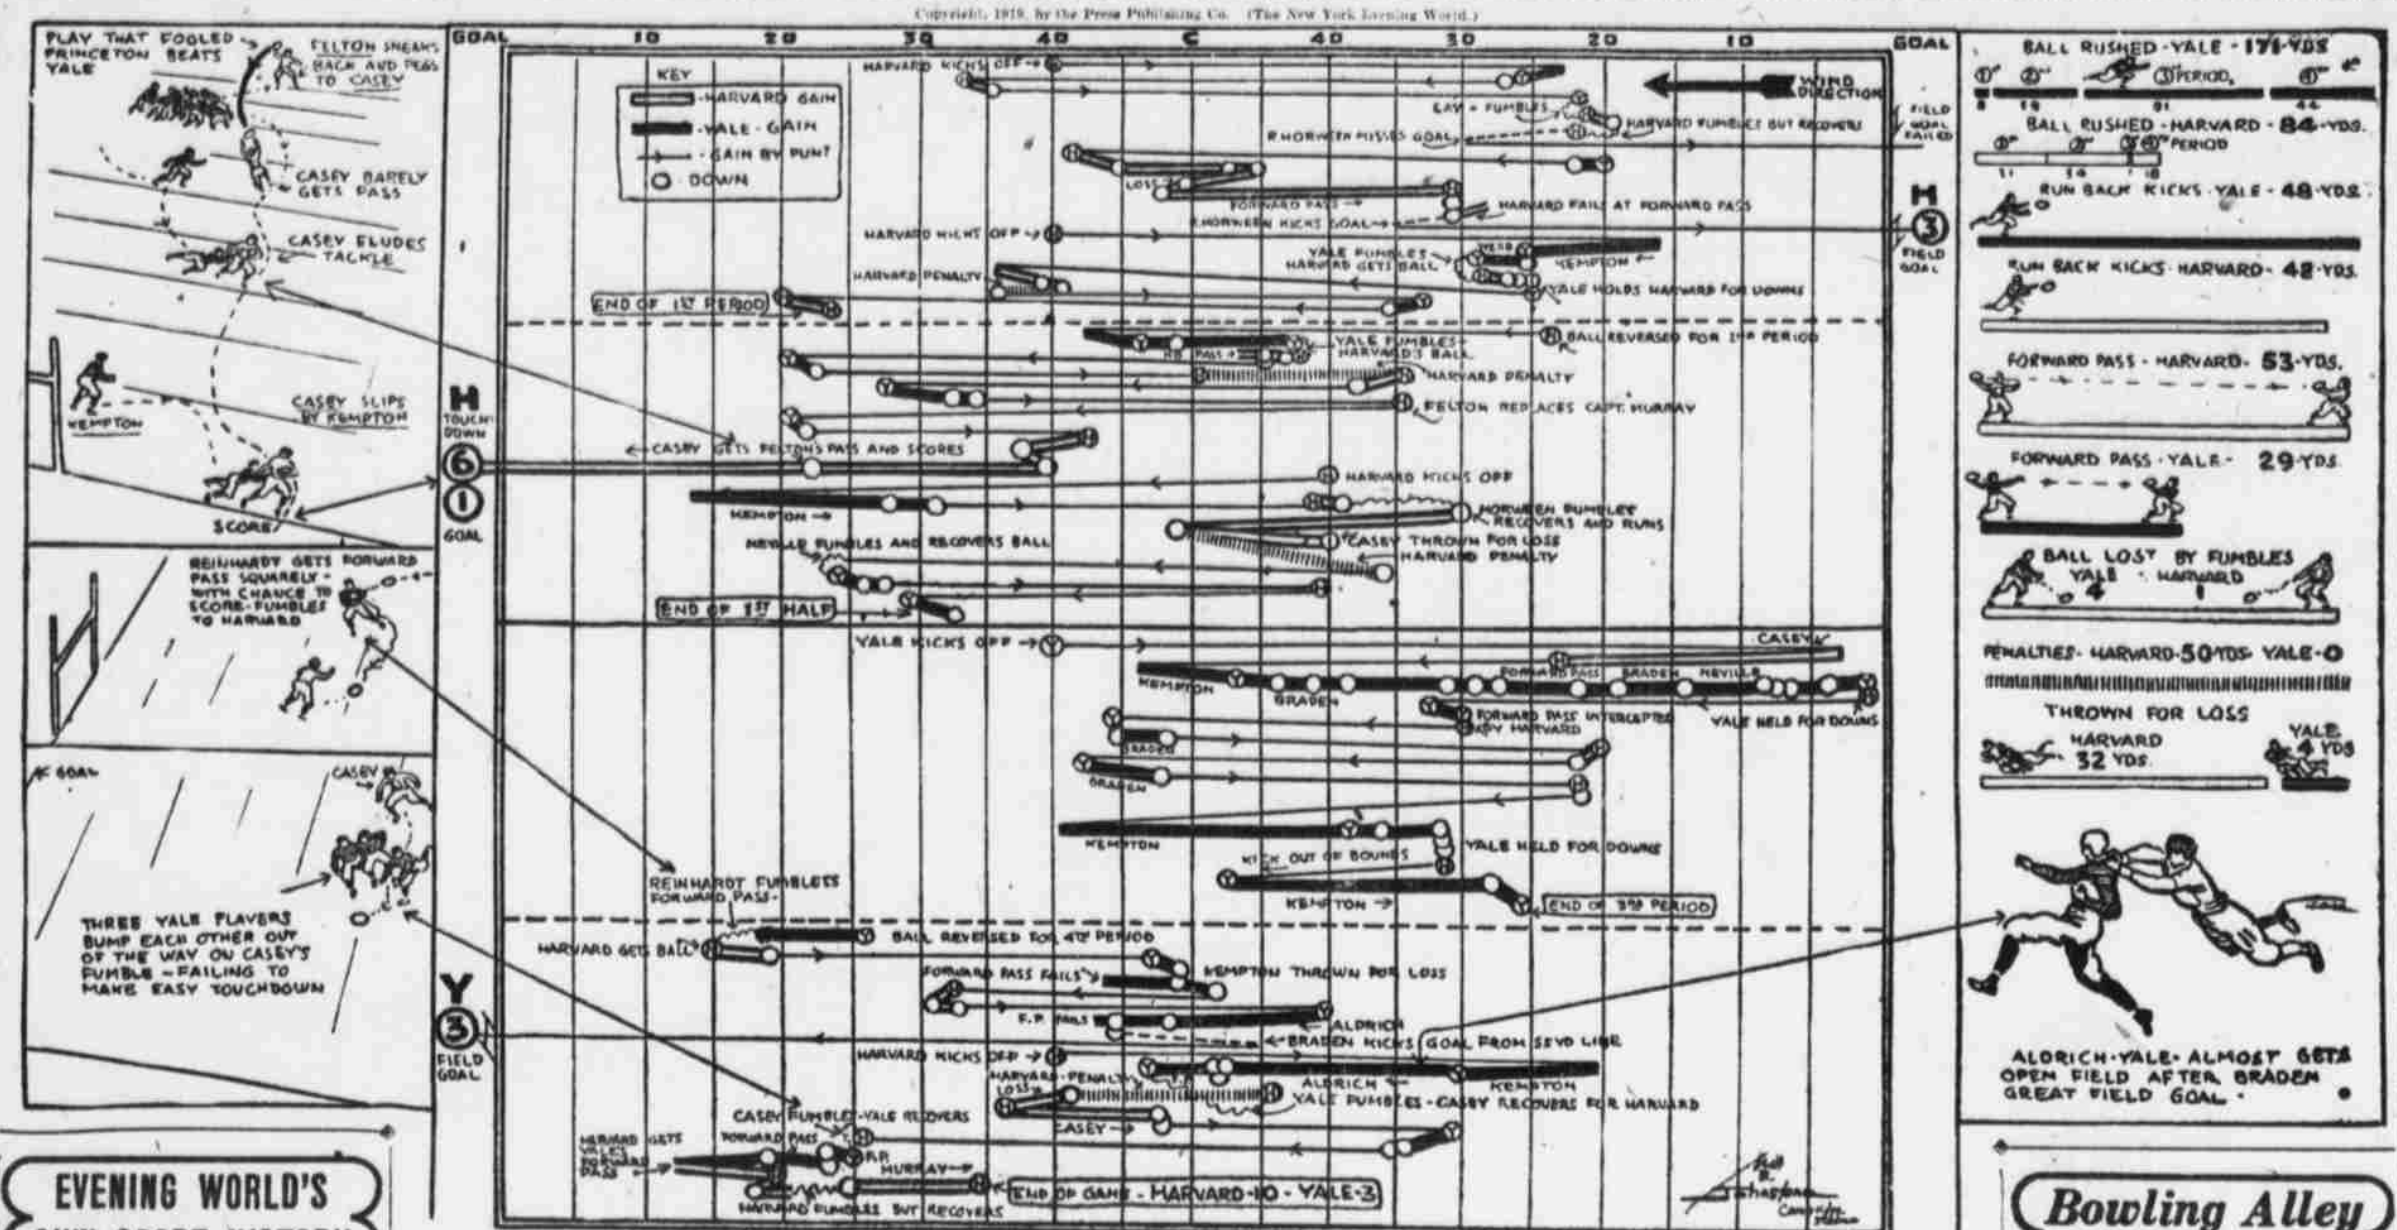 Copyright, 1919, by the Press Publishing Co. (The New York Evening World.)
PLAY THAT FOOLED
PRINCETON BEATS
YALE
FELTON SNEAKS
BACK AND PEGS
TO CASEY
CASEY BARELY
GETS PASS
CASEY ELUDES
TACKLE
CASEY SLIPS
BY KEMPTON
KEMPTON
SCORE
REINHARDT GETS FORWARD
PASS SQUARELY -
WITH CHANCE TO
SCORE-FUMBLES
TO HARVARD
GOAL
CASEY
THREE YALE PLAYERS
BUMP EACH OTHER OUT
OF THE WAY ON CASEY'S
FUMBLE - FAILING TO
MAKE EASY TOUCHDOWN
GOAL 10 20 30 40 C 40 30 20 10 GOAL
KEY
-HARVARD GAIN
-YALE-GAIN
-GAIN BY PUNT
-DOWN
HARVARD KICKS OFF
WIND
DIRECTION
FUMBLES
HARVARD FUMBLES BUT RECOVERS
R.HORWEEN MISSES GOAL
FIELD
GOAL
FAILED
LOSS
FORWARD PASS
HARVARD FAILS AT FORWARD PASS
R.HORWEEN KICKS GOAL
H
3
FIELD
GOAL
HARVARD KICKS OFF
YALE FUMBLES
HARVARD GETS BALL
KEMPTON
HARVARD PENALTY
YALE HOLDS HARVARD FOR DOWNS
END OF 1ST PERIOD
BALL REVERSED FOR 2ND PERIOD
YALE FUMBLES-
HARVARD'S BALL
PASS
HARVARD PENALTY
FELTON REPLACES CAPT. MURRAY
H
TOUCH
DOWN
6
1
GOAL
CASEY GETS FELTON'S PASS AND SCORES
HARVARD KICKS OFF
KEMPTON
HORWEEN FUMBLES
RECOVERS AND RUNS
CASEY THROWN FOR LOSS
HARVARD PENALTY
NEVILLE FUMBLES AND RECOVERS BALL
END OF 1ST HALF
YALE KICKS OFF
CASEY
KEMPTON
BRADEN
FORWARD PASS
BRADEN
NEVILLE
FORWARD PASS INTERCEPTED
BY HARVARD
YALE HELD FOR DOWNS
BRADEN
BRADEN
KEMPTON
YALE HELD FOR DOWNS
KICK OUT OF BOUNDS
KEMPTON
END OF 3RD PERIOD
REINHARDT FUMBLES
FORWARD PASS-
HARVARD GETS BALL
BALL REVERSED FOR 4TH PERIOD
FORWARD PASS FAILS
KEMPTON THROWN FOR LOSS
F.P. FAILS
ALDRICH
Y
3
FIELD
GOAL
BRADEN KICKS GOAL FROM 53YD LINE
HARVARD KICKS OFF
ALDRICH
KEMPTON
HARVARD-PENALTY
LOSS
YALE FUMBLES - CASEY RECOVERS FOR HARVARD
CASEY FUMBLES-YALE RECOVERS
CASEY
HARVARD GETS
YALE'S
FORWARD
PASS
FORWARD PASS
F.P.
MURRAY
END OF GAME - HARVARD-10 - YALE-3
HARVARD FUMBLES BUT RECOVERS
BALL RUSHED-YALE-171-YDS
PERIOD.
BALL RUSHED-HARVARD-84-YDS.
PERIOD
RUN BACK KICKS-YALE-48-YDS.
RUN BACK KICKS-HARVARD-42-YDS.
FORWARD PASS-HARVARD-53-YDS.
FORWARD PASS-YALE- 29-YDS.
BALL LOST BY FUMBLES
YALE HARVARD
4 1
PENALTIES-HARVARD-50-YDS YALE-0
THROWN FOR LOSS
HARVARD
32 YDS.
YALE
4 YDS
ALDRICH-YALE-ALMOST GETS
OPEN FIELD AFTER BRADEN
GREAT FIELD GOAL.
EVENING WORLD'S
Bowling Alley